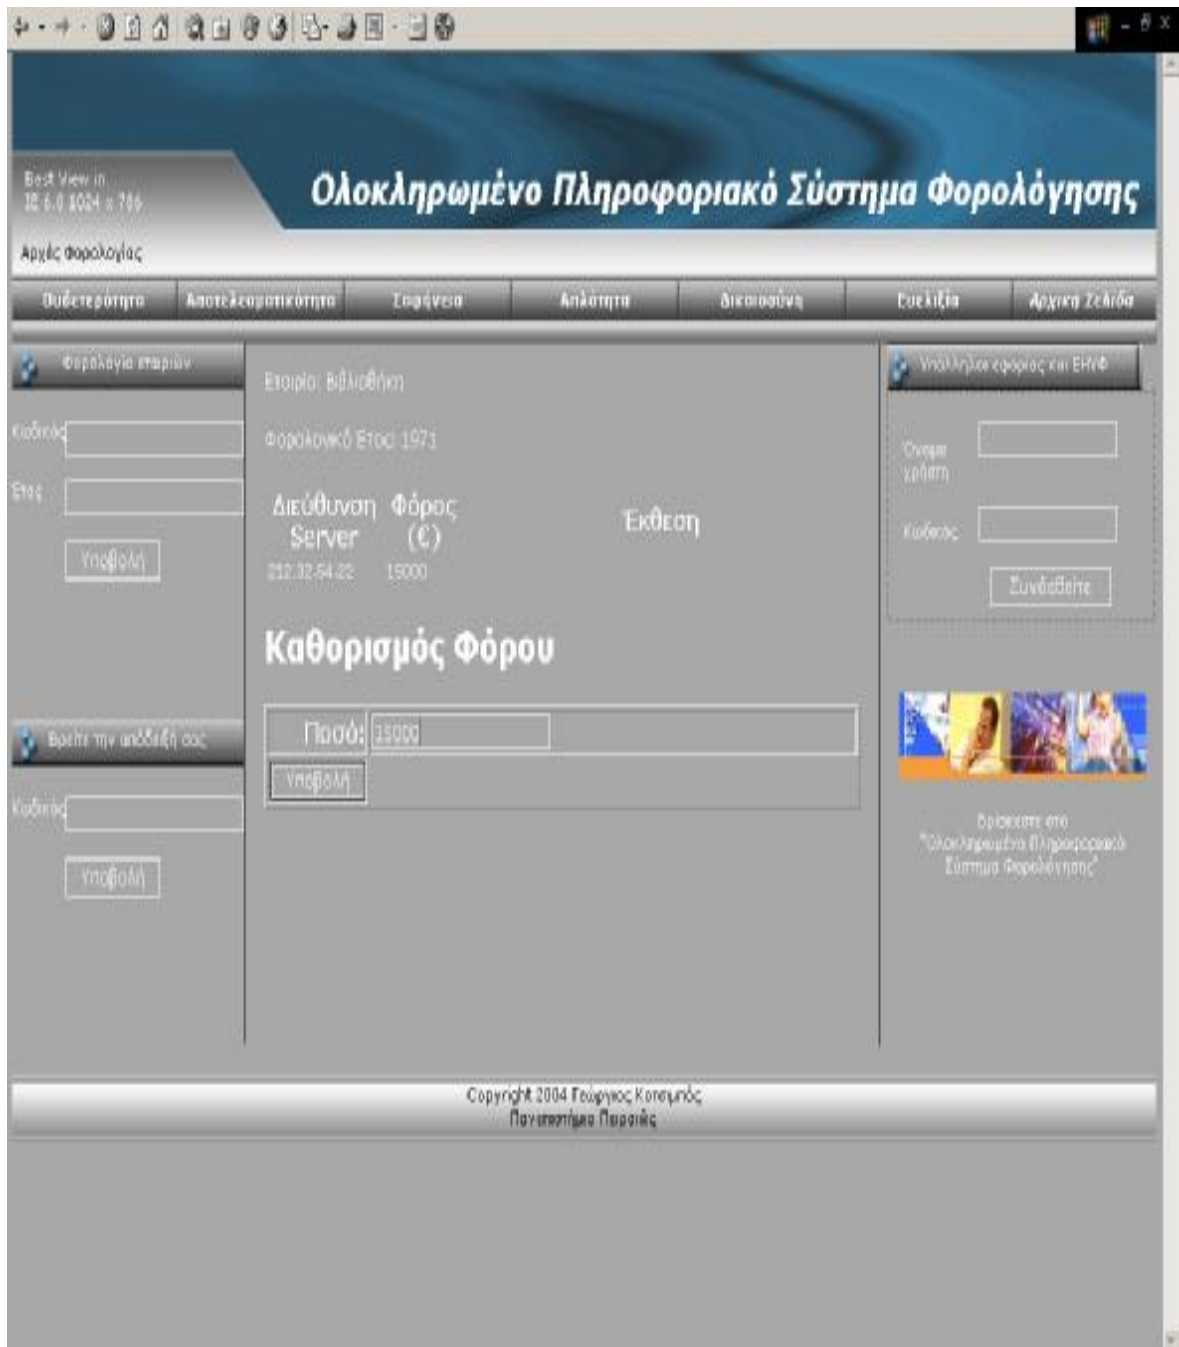 Best View in
IE 6.0 1024 x 786
Ολοκληρωμένο Πληροφοριακό Σύστημα Φορολόγησης
Αρχές Φορολογίας
Ουδετερότητα Αποτελεσματικότητα Σαφήνεια Απλότητα Δικαιοσύνη Ευελιξία Αρχική Σελίδα
Φορολογία εταιριών
Κωδικός
Έτος
Υποβολή
Βρείτε την απόδειξή σας
Κωδικός
Υποβολή
Εταιρία: Βιβλιοθήκη
Φορολογικό Έτος: 1971
Διεύθυνση Φόρος Έκθεση
Server (€)
212.32.54.22 15000
Καθορισμός Φόρου
Ποσό: 15000
Υποβολή
Υπάλληλοι εφορίας και ΕΗΥΦ
Όνομα
χρήστη
Κωδικός
Συνδεθείτε
Βρίσκεστε στο
"Ολοκληρωμένο Πληροφοριακό
Σύστημα Φορολόγησης"
Copyright 2004 Γεώργιος
Πανεπιστήμιο Πειραιώς